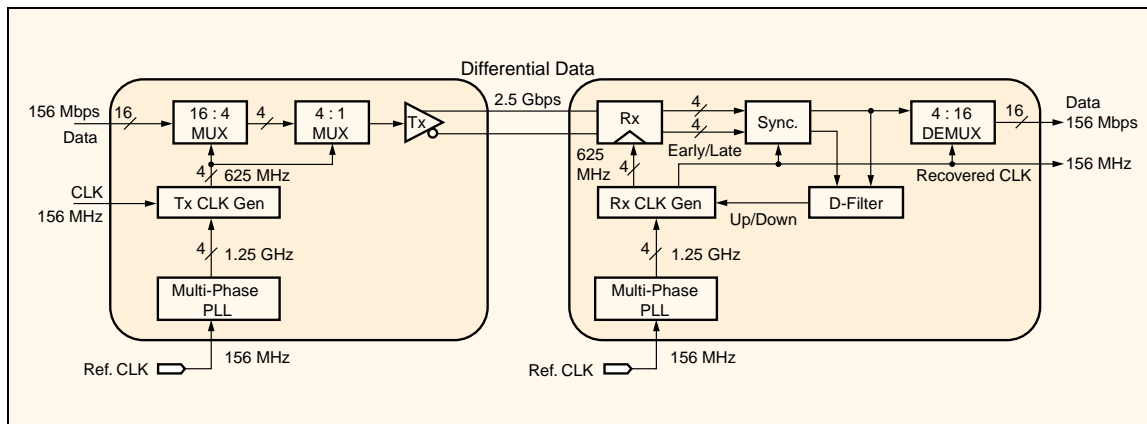 Differential Data
156 Mbps
Data
16
16 : 4
MUX
4
4 : 1
MUX
Tx
2.5 Gbps
4
625 MHz
CLK
156 MHz
Tx CLK Gen
4
1.25 GHz
Multi-Phase
PLL
Ref. CLK
156 MHz
Rx
4
4
Early/Late
Sync.
4 : 16
DEMUX
16
Data
156 Mbps
625
MHz
4
156 MHz
Recovered CLK
Rx CLK Gen
Up/Down
D-Filter
4
1.25 GHz
Multi-Phase
PLL
Ref. CLK
156 MHz